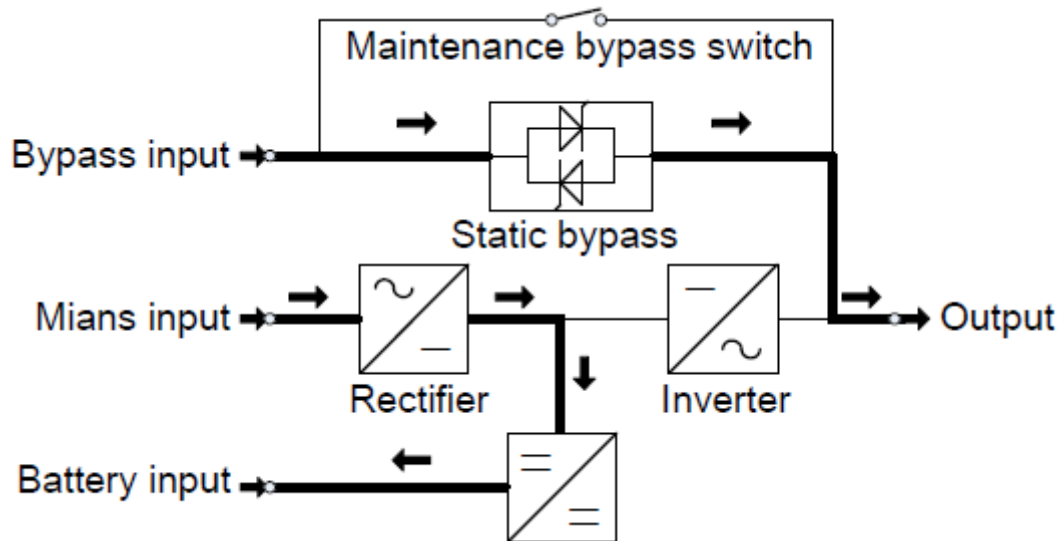 Maintenance bypass switch
Bypass input
Static bypass
Mians input
Output
Rectifier
Inverter
Battery input